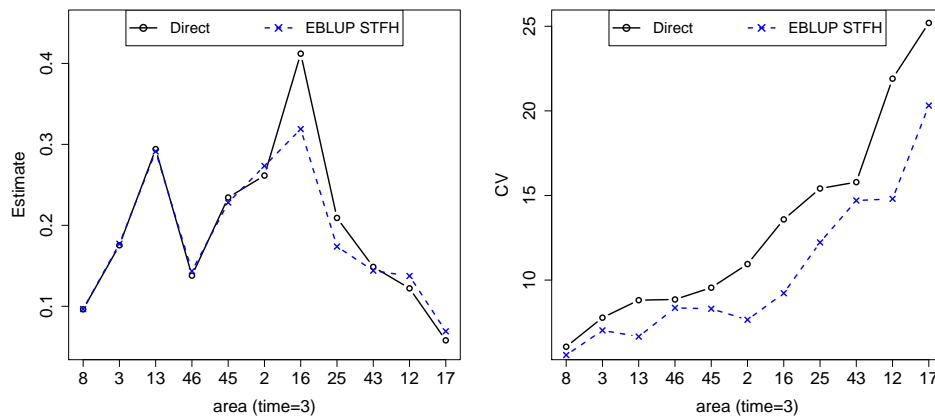 Direct
EBLUP STFH
Estimate
0.4
0.3
0.2
0.1
8 3 13 46 45 2 16 25 43 12 17
area (time=3)
Direct
EBLUP STFH
CV
25
20
15
10
8 3 13 46 45 2 16 25 43 12 17
area (time=3)